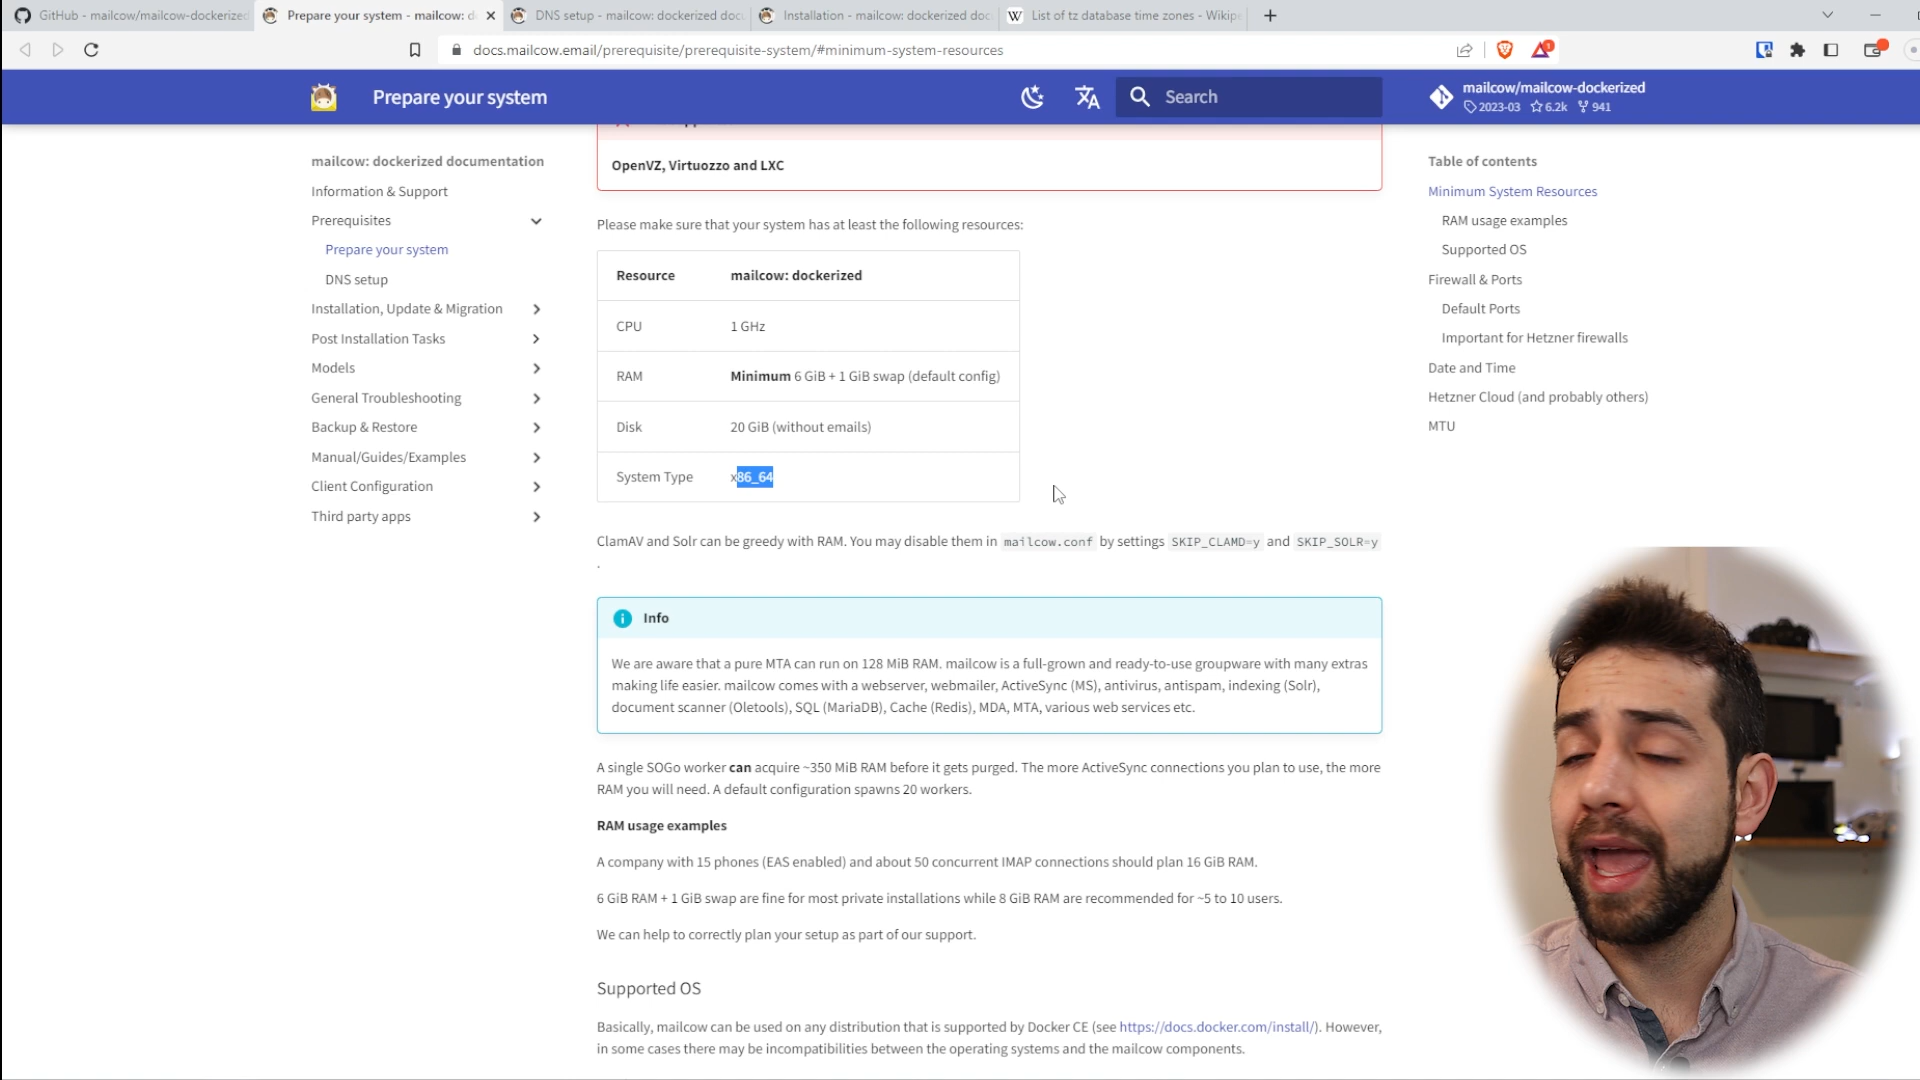 GitHub - mailcow/mailcow-dockerized
Prepare your system - mailcow: d
DNS setup - mailcow: dockerized doc
Installation - mailcow: dockerized doc
List of tz database time zones - Wikipe
docs.mailcow.email/prerequisite/prerequisite-system/#minimum-system-resources
Prepare your system
Search
mailcow/mailcow-dockerized
2023-03 6.2k 941
mailcow: dockerized documentation
Information & Support
Prerequisites
Prepare your system
DNS setup
Installation, Update & Migration
Post Installation Tasks
Models
General Troubleshooting
Backup & Restore
Manual/Guides/Examples
Client Configuration
Third party apps
OpenVZ, Virtuozzo and LXC
Please make sure that your system has at least the following resources:
Resource mailcow: dockerized
CPU 1 GHz
RAM Minimum 6 GiB + 1 GiB swap (default config)
Disk 20 GiB (without emails)
System Type x86_64
ClamAV and Solr can be greedy with RAM. You may disable them in mailcow.conf by settings SKIP_CLAMD=y and SKIP_SOLR=y
.
Info
We are aware that a pure MTA can run on 128 MiB RAM. mailcow is a full-grown and ready-to-use groupware with many extras
making life easier. mailcow comes with a webserver, webmailer, ActiveSync (MS), antivirus, antispam, indexing (Solr),
document scanner (Oletools), SQL (MariaDB), Cache (Redis), MDA, MTA, various web services etc.
A single SOGo worker can acquire ~350 MiB RAM before it gets purged. The more ActiveSync connections you plan to use, the more
RAM you will need. A default configuration spawns 20 workers.
RAM usage examples
A company with 15 phones (EAS enabled) and about 50 concurrent IMAP connections should plan 16 GiB RAM.
6 GiB RAM + 1 GiB swap are fine for most private installations while 8 GiB RAM are recommended for ~5 to 10 users.
We can help to correctly plan your setup as part of our support.
Supported OS
Basically, mailcow can be used on any distribution that is supported by Docker CE (see https://docs.docker.com/install/). However,
in some cases there may be incompatibilities between the operating systems and the mailcow components.
Table of contents
Minimum System Resources
RAM usage examples
Supported OS
Firewall & Ports
Default Ports
Important for Hetzner firewalls
Date and Time
Hetzner Cloud (and probably others)
MTU